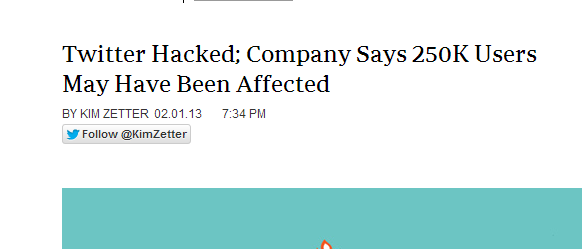 Twitter Hacked; Company Says 250K Users
May Have Been Affected
BY KIM ZETTER 02.01.13 7:34 PM
Follow @KimZetter